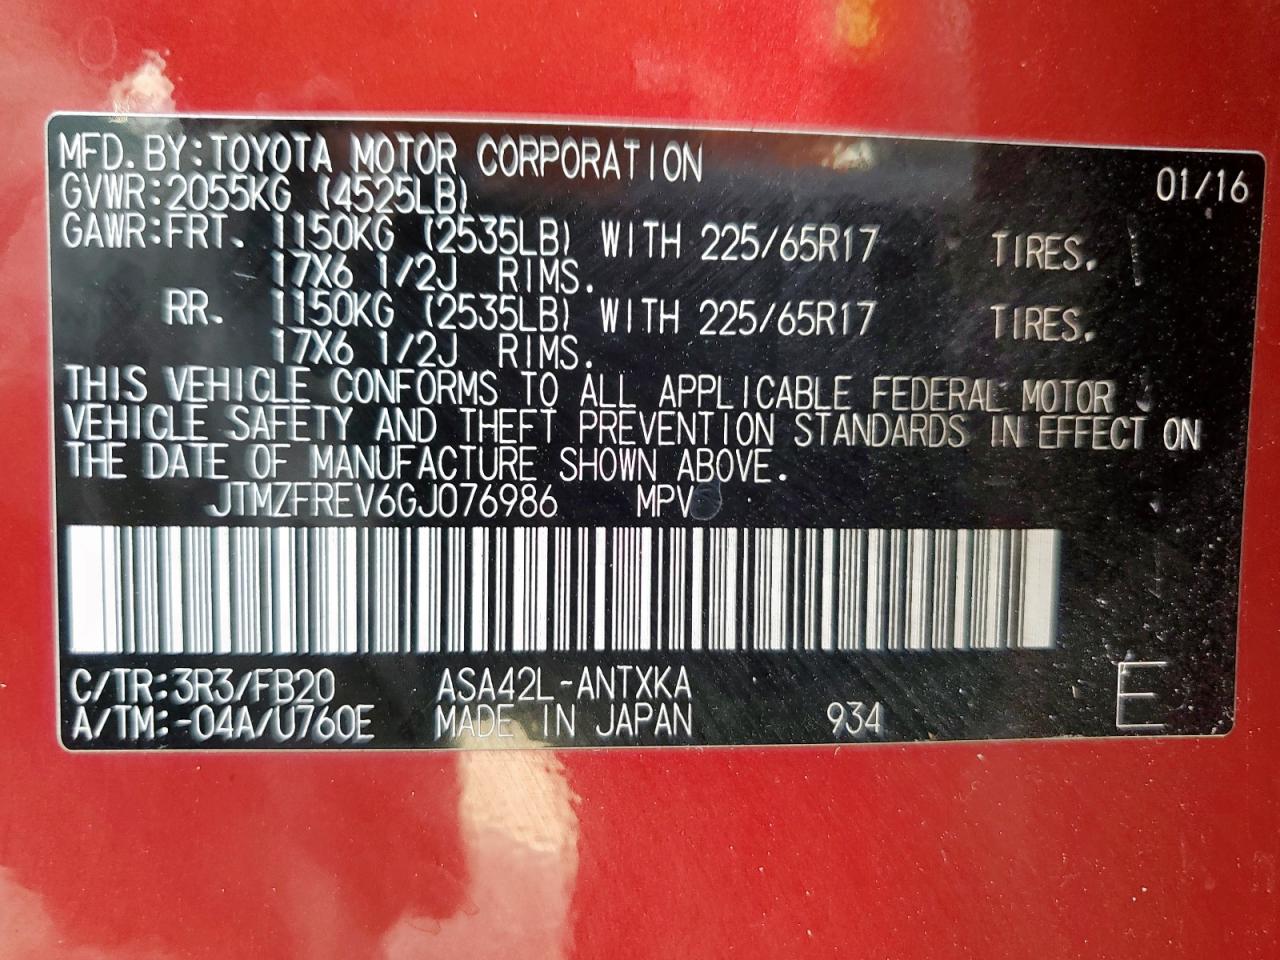 MFD. BY: TOYOTA MOTOR CORPORATION 01/16
GVWR: 2055KG (4525LB)
GAWR: FRT. 1150KG (2535LB) WITH 225/65R17 TIRES.
17X6 1/2J RIMS.
RR. 1150KG (2535LB) WITH 225/65R17 TIRES.
17X6 1/2J RIMS.
THIS VEHICLE CONFORMS TO ALL APPLICABLE FEDERAL MOTOR
VEHICLE SAFETY AND THEFT PREVENTION STANDARDS IN EFFECT ON
THE DATE OF MANUFACTURE SHOWN ABOVE.
JTMZFREV6GJ076986 MPV
C/TR: 3R3/FB20 ASA42L-ANTXKA
A/TM: -04A/U760E MADE IN JAPAN 934 E